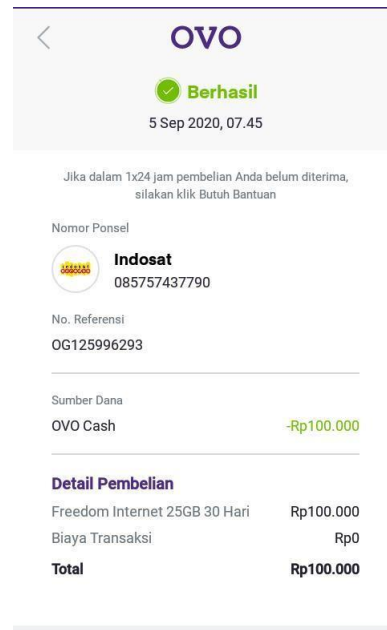 OVO
Berhasil
5 Sep 2020, 07.45
Jika dalam 1x24 jam pembelian Anda belum diterima,
silakan klik Butuh Bantuan
Nomor Ponsel
indosat
ooredoo
Indosat
085757437790
No. Referensi
OG125996293
Sumber Dana
OVO Cash -Rp100.000
Detail Pembelian
Freedom Internet 25GB 30 Hari Rp100.000
Biaya Transaksi Rp0
Total Rp100.000